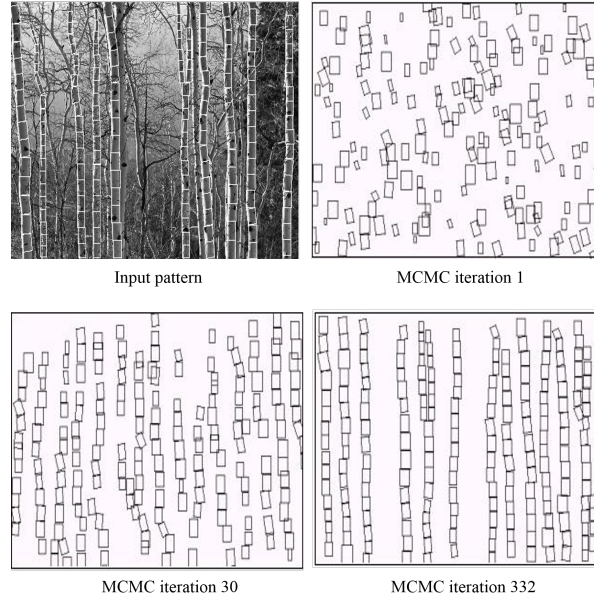 Input pattern
MCMC iteration 1
MCMC iteration 30
MCMC iteration 332